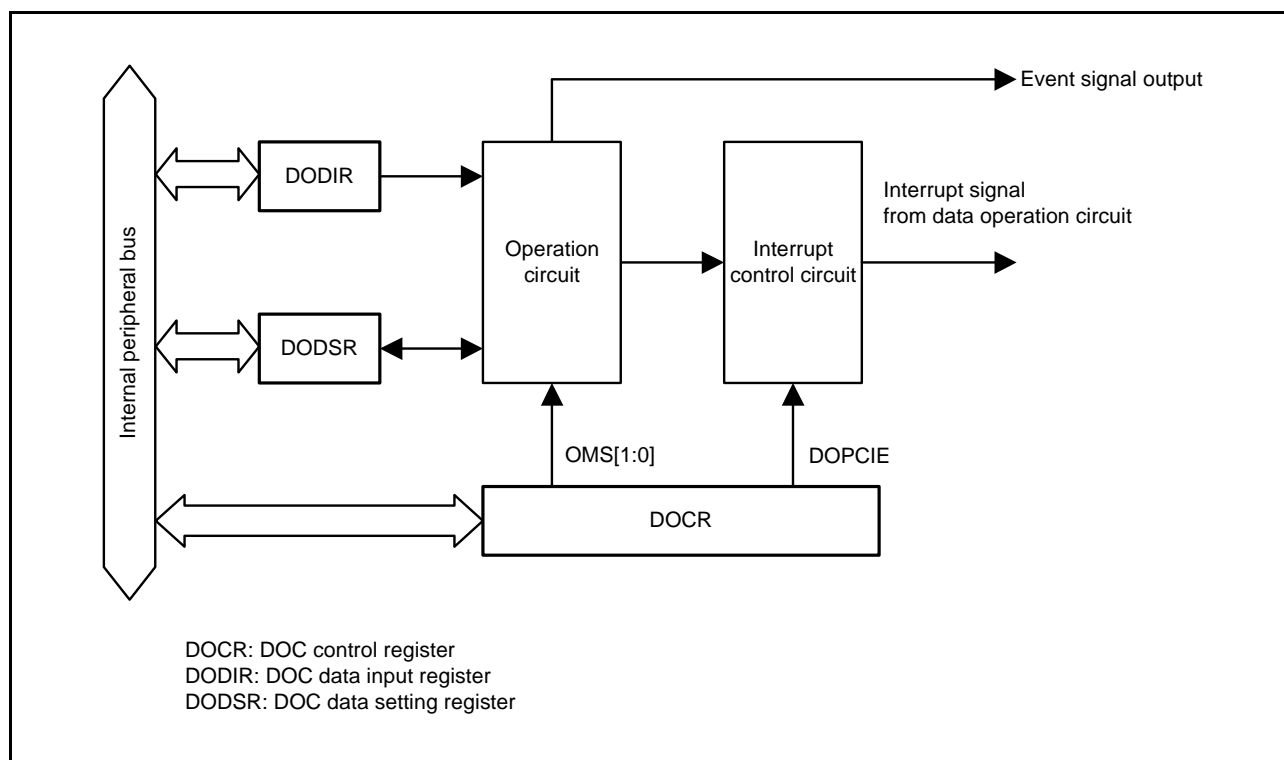 Event signal output
DODIR
Interrupt signal
from data operation circuit
Operation
circuit
Interrupt
control circuit
Internal peripheral bus
DODSR
OMS[1:0]
DOPCIE
DOCR
DOCR: DOC control register
DODIR: DOC data input register
DODSR: DOC data setting register